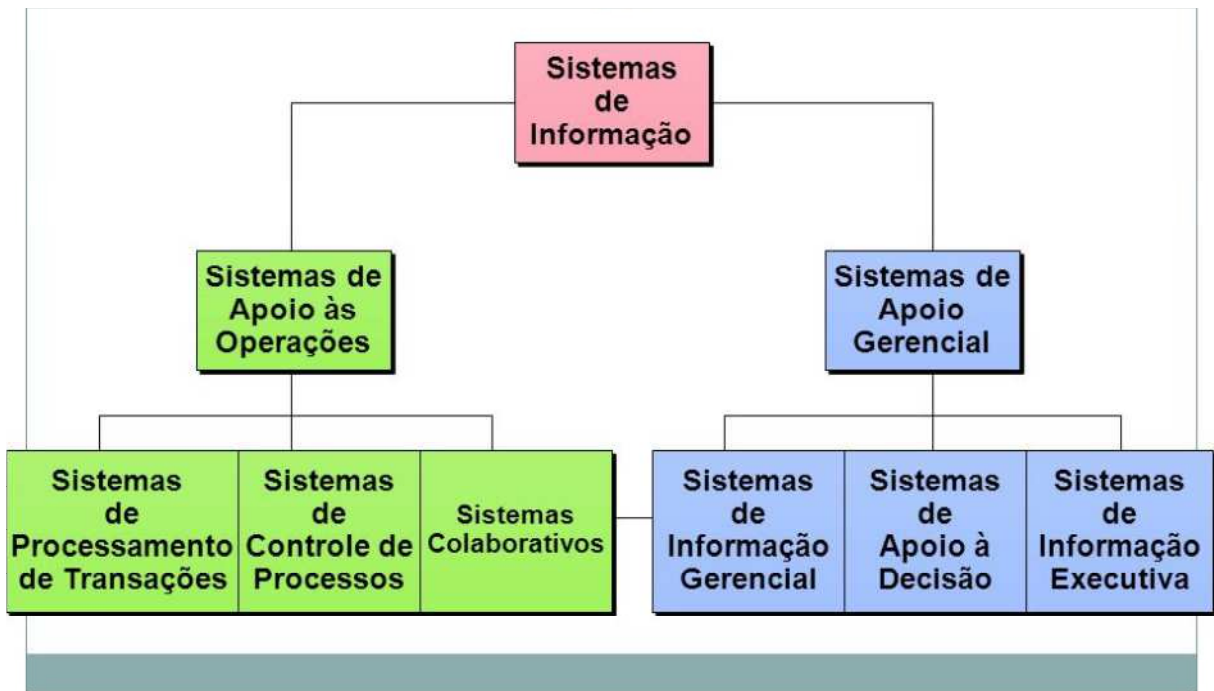 Sistemas
de
Informação
Sistemas de
Apoio às
Operações
Sistemas de
Apoio
Gerencial
Sistemas
de
Processamento
de Transações
Sistemas
de
Controle de
Processos
Sistemas
Colaborativos
Sistemas
de
Informação
Gerencial
Sistemas
de
Apoio à
Decisão
Sistemas
de
Informação
Executiva